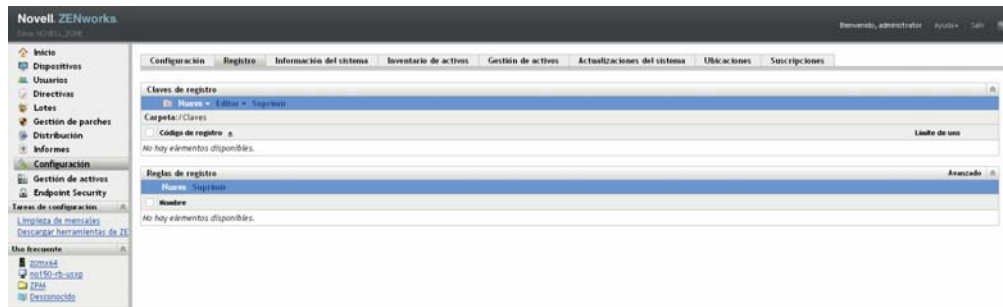 Novell ZENworks
Zona: NOVELL_ZONE
Bienvenido, administrator Ayuda Salir
Inicio
Dispositivos
Usuarios
Directivas
Lotes
Gestión de parches
Distribución
Informes
Configuración
Gestión de activos
Endpoint Security
Tareas de configuración
Limpieza de mensajes
Descargar herramientas de ZE
Uso frecuente
zcmx64
no150-rb-usxp
ZPM
Desconocido
Configuración Registro Información del sistema Inventario de activos Gestión de activos Actualizaciones del sistema Ubicaciones Suscripciones
Claves de registro
Nuevo Editar Suprimir
Carpeta:/Claves
Código de registro Límite de uso
No hay elementos disponibles.
Reglas de registro Avanzado
Nuevo Suprimir
Nombre
No hay elementos disponibles.